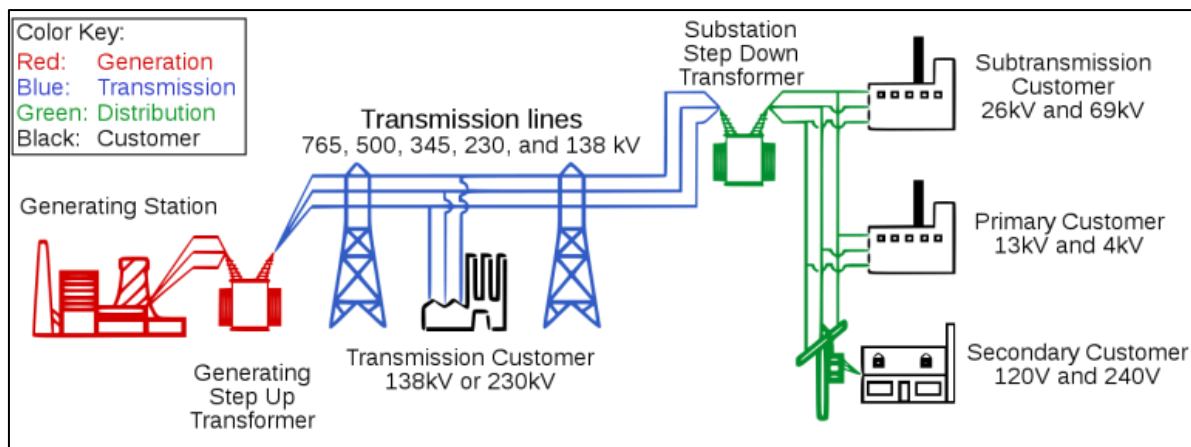 Color Key:
Red: Generation
Blue: Transmission
Green: Distribution
Black: Customer
Substation
Step Down
Transformer
Subtransmission
Customer
26kV and 69kV
Transmission lines
765, 500, 345, 230, and 138 kV
Generating Station
Primary Customer
13kV and 4kV
Transmission Customer
138kV or 230kV
Generating
Step Up
Transformer
Secondary Customer
120V and 240V